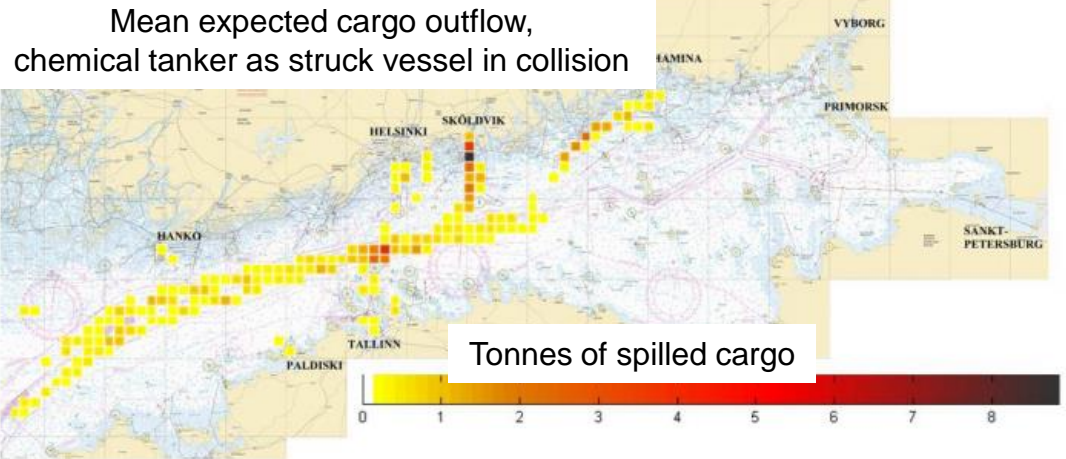 Mean expected cargo outflow,
chemical tanker as struck vessel in collision
VYBORG
HAMINA
PRIMORSK
SKÖLDVIK
HELSINKI
HANKO
SANKT-
PETERSBURG
TALLINN
PALDISKI
Tonnes of spilled cargo
0 1 2 3 4 5 6 7 8